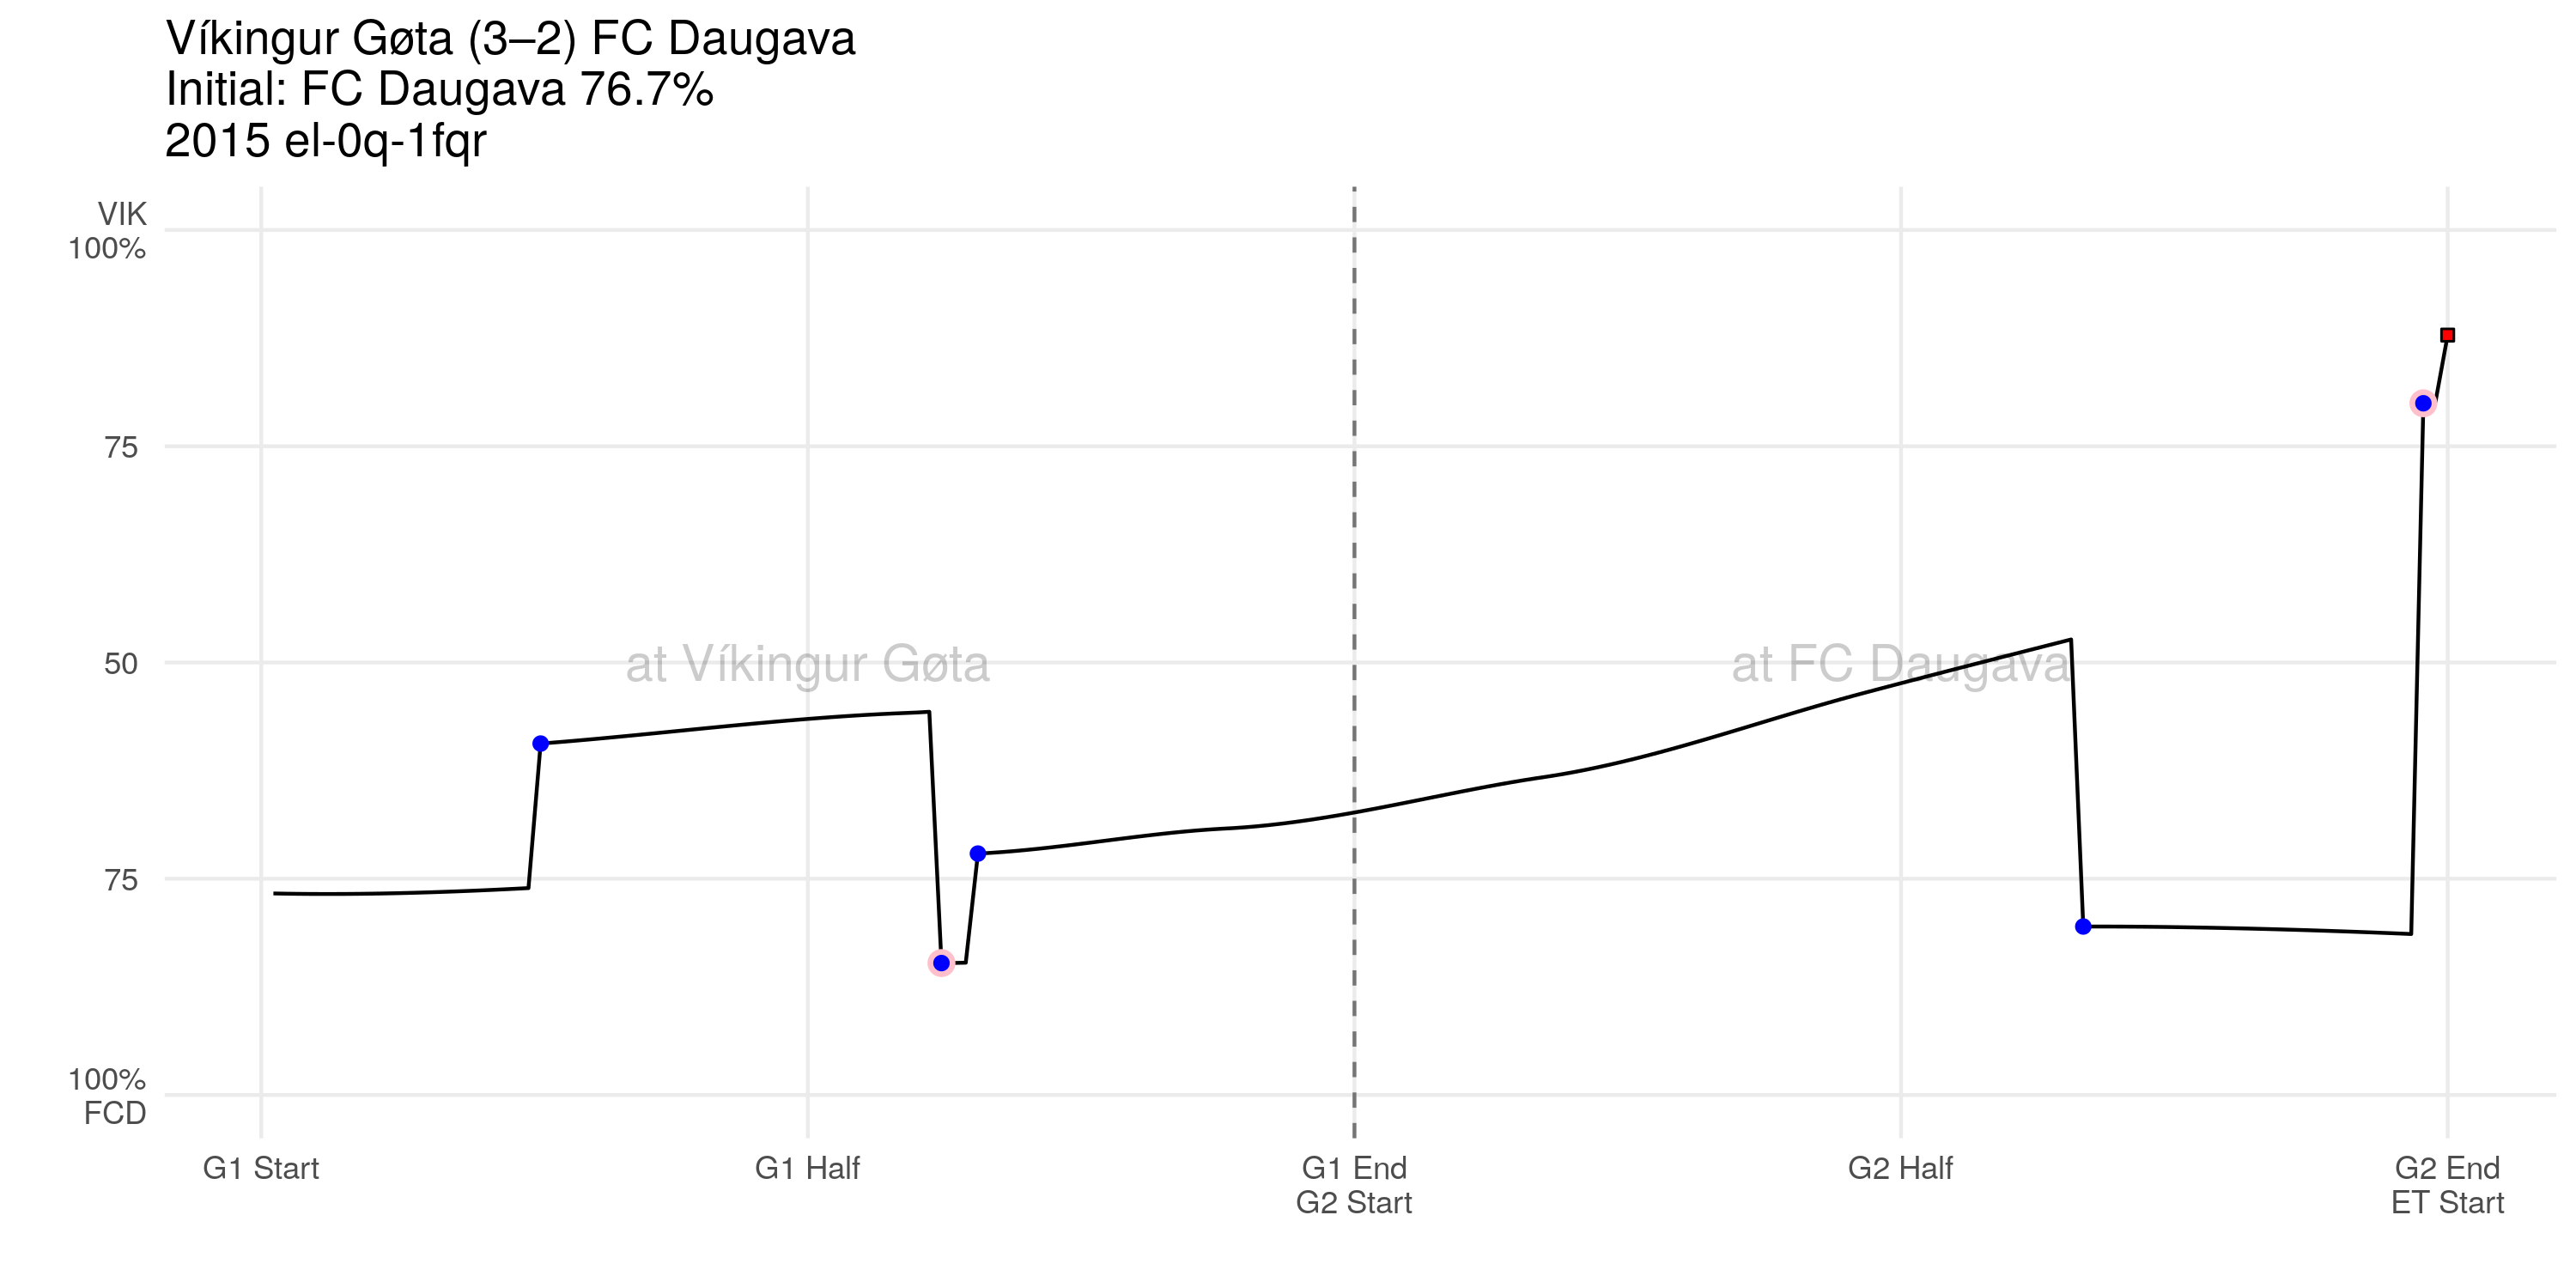 Víkingur Gøta (3–2) FC Daugava
Initial: FC Daugava 76.7%
2015 el-0q-1fqr
VIK
100%
75
50
75
100%
FCD
at Víkingur Gøta
at FC Daugava
G1 Start
G1 Half
G1 End
G2 Start
G2 Half
G2 End
ET Start